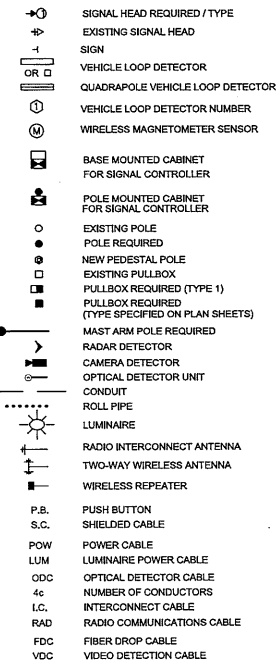 SIGNAL HEAD REQUIRED / TYPE
EXISTING SIGNAL HEAD
SIGN
VEHICLE LOOP DETECTOR
OR
QUADRAPOLE VEHICLE LOOP DETECTOR
1 VEHICLE LOOP DETECTOR NUMBER
M WIRELESS MAGNETOMETER SENSOR
BASE MOUNTED CABINET
FOR SIGNAL CONTROLLER
POLE MOUNTED CABINET
FOR SIGNAL CONTROLLER
EXISTING POLE
POLE REQUIRED
NEW PEDESTAL POLE
EXISTING PULLBOX
PULLBOX REQUIRED (TYPE 1)
PULLBOX REQUIRED
(TYPE SPECIFIED ON PLAN SHEETS)
MAST ARM POLE REQUIRED
RADAR DETECTOR
CAMERA DETECTOR
OPTICAL DETECTOR UNIT
CONDUIT
ROLL PIPE
LUMINAIRE
RADIO INTERCONNECT ANTENNA
TWO-WAY WIRELESS ANTENNA
WIRELESS REPEATER
P.B. PUSH BUTTON
S.C. SHIELDED CABLE
POW POWER CABLE
LUM LUMINAIRE POWER CABLE
ODC OPTICAL DETECTOR CABLE
4c NUMBER OF CONDUCTORS
I.C. INTERCONNECT CABLE
RAD RADIO COMMUNICATIONS CABLE
FDC FIBER DROP CABLE
VDC VIDEO DETECTION CABLE